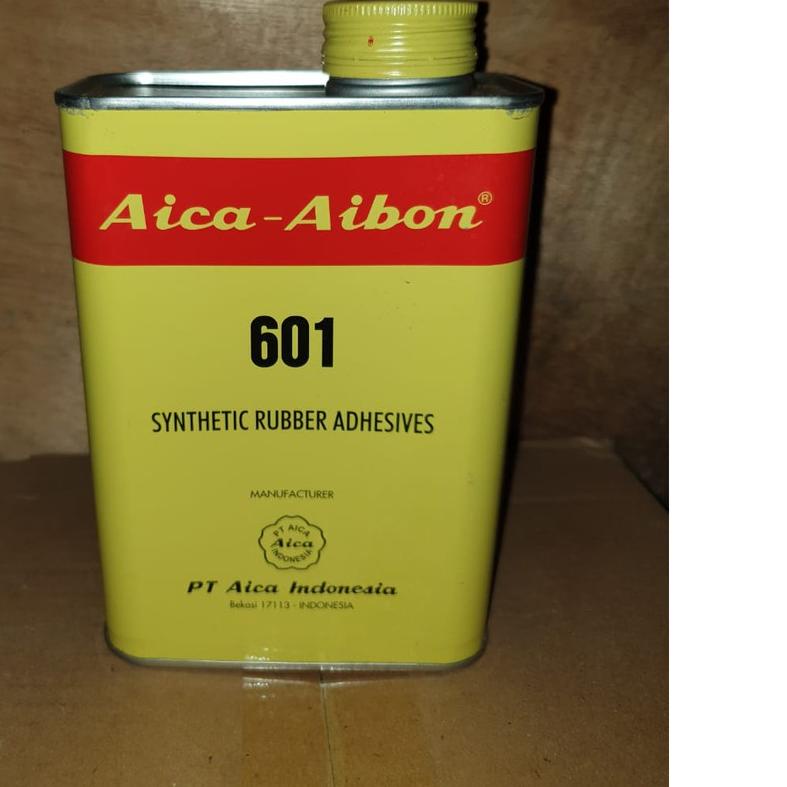 Aica-Aibon®
601
SYNTHETIC RUBBER ADHESIVES
MANUFACTURER
PT AICA
Aica
INDONESIA
PT Aica Indonesia
Bekasi 17113 - INDONESIA